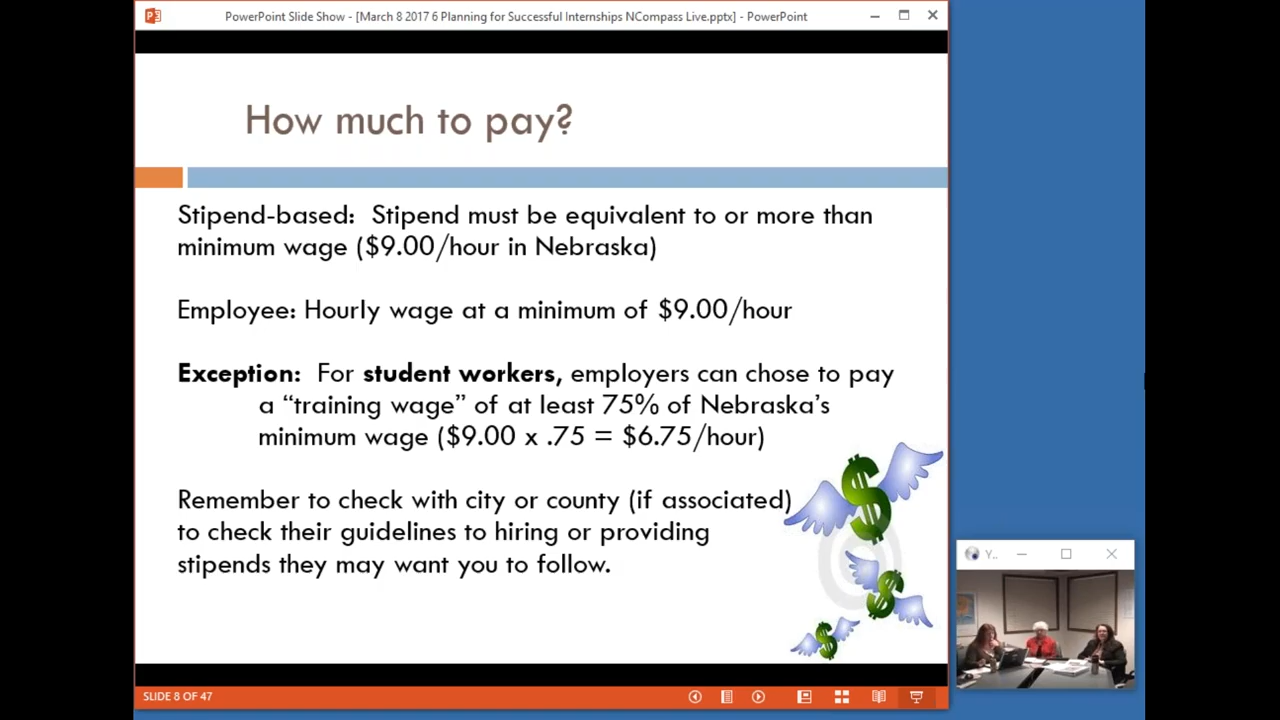 PowerPoint Slide Show - [March 8 2017 6 Planning for Successful Internships NCompass Live.pptx] - PowerPoint
How much to pay?
Stipend-based: Stipend must be equivalent to or more than
minimum wage ($9.00/hour in Nebraska)
Employee: Hourly wage at a minimum of $9.00/hour
Exception: For student workers, employers can chose to pay
a “training wage” of at least 75% of Nebraska’s
minimum wage ($9.00 x .75 = $6.75/hour)
Remember to check with city or county (if associated)
to check their guidelines to hiring or providing
stipends they may want you to follow.
Y..
SLIDE 8 OF 47